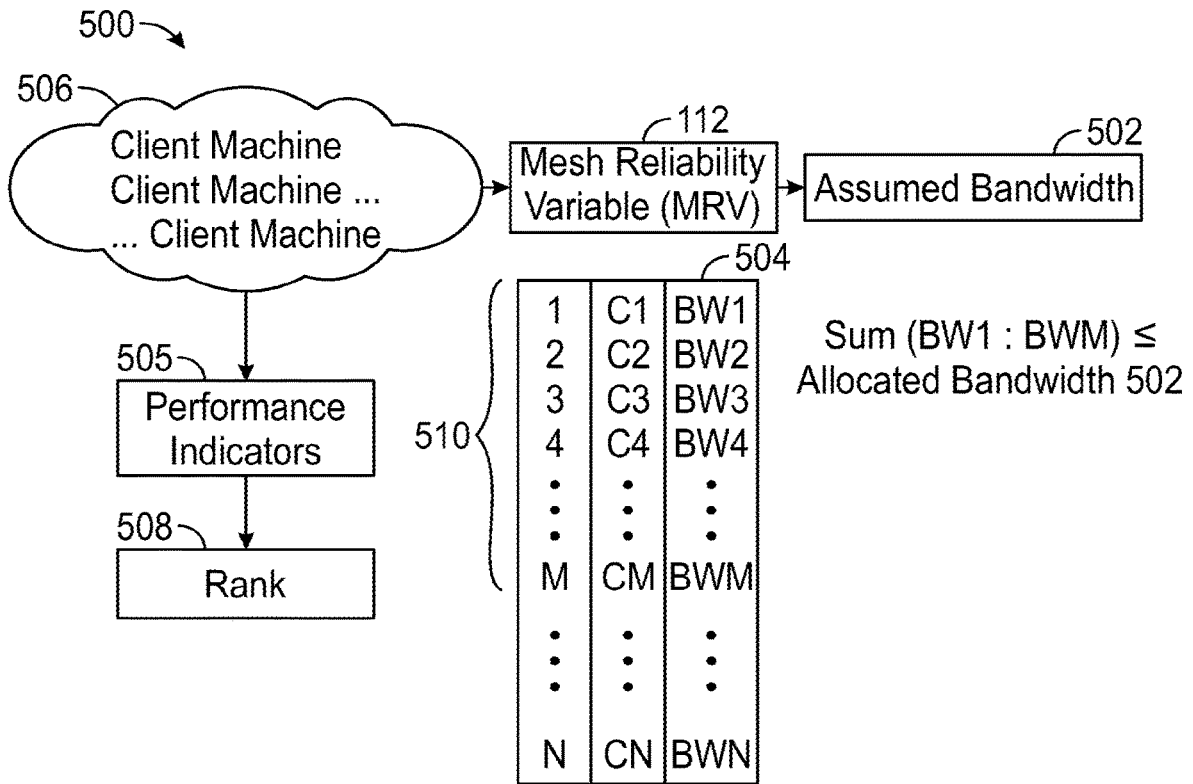 500
506
Client Machine
Client Machine ...
... Client Machine
112
Mesh Reliability
Variable (MRV)
502
Assumed Bandwidth
505
Performance
Indicators
508
Rank
504
510
1 C1 BW1
2 C2 BW2
3 C3 BW3
4 C4 BW4
M CM BWM
N CN BWN
Sum (BW1 : BWM) ≤
Allocated Bandwidth 502